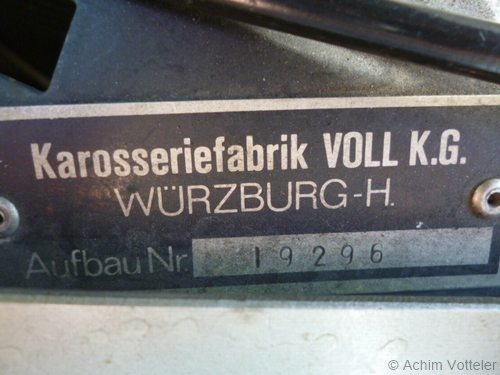 Karosseriefabrik VOLL K.G.
WÜRZBURG-H.
Aufbau Nr. 19296
© Achim Votteler